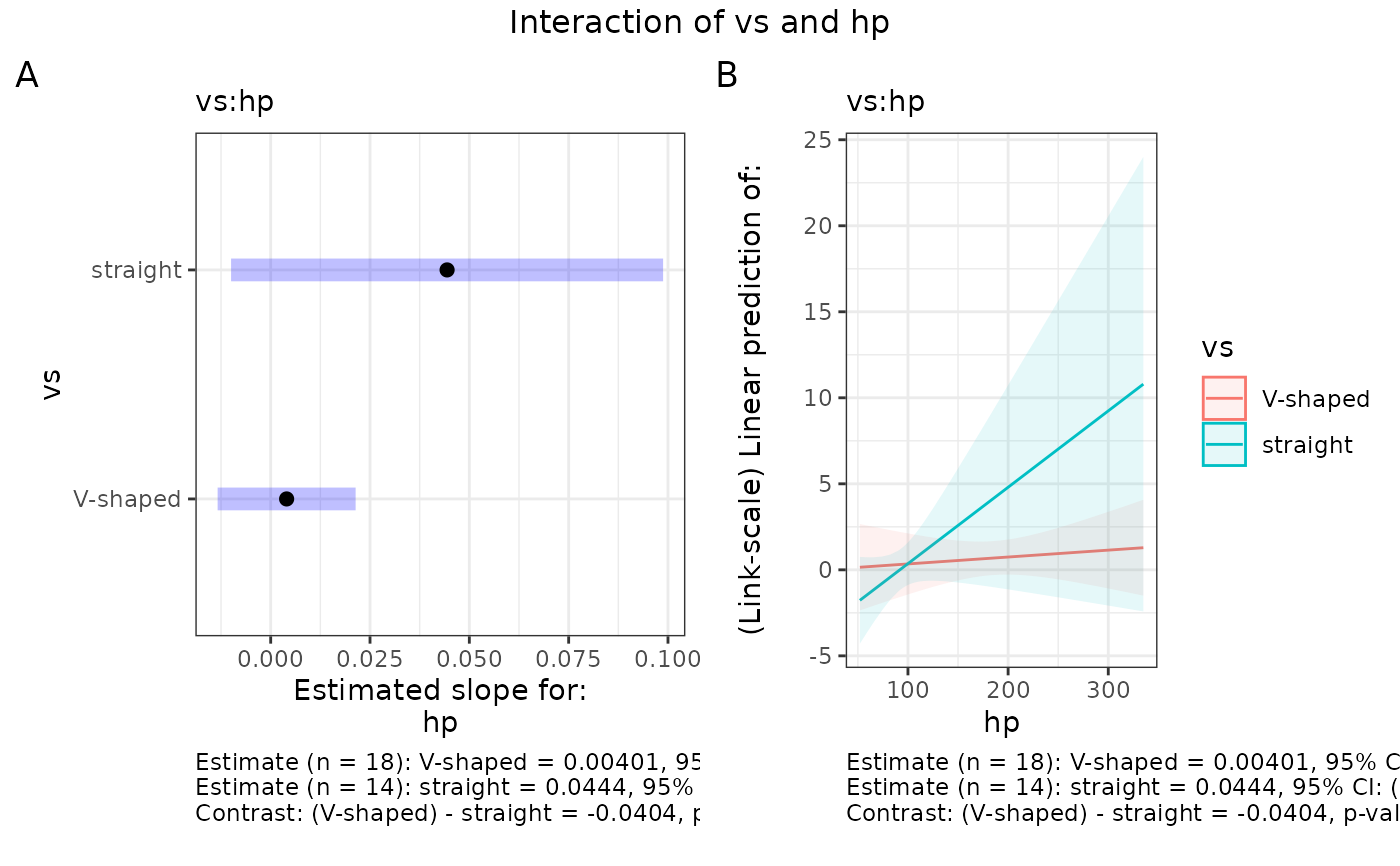 Interaction of vs and hp
A
vs:hp
vs
straight
V-shaped
0.000 0.025 0.050 0.075 0.100
Estimated slope for:
hp
Estimate (n = 18): V-shaped = 0.00401, 95
Estimate (n = 14): straight = 0.0444, 95%
Contrast: (V-shaped) - straight = -0.0404, p
B
vs:hp
(Link-scale) Linear prediction of:
25
20
15
10
5
0
-5
100 200 300
hp
vs
V-shaped
straight
Estimate (n = 18): V-shaped = 0.00401, 95% C
Estimate (n = 14): straight = 0.0444, 95% CI: (
Contrast: (V-shaped) - straight = -0.0404, p-val